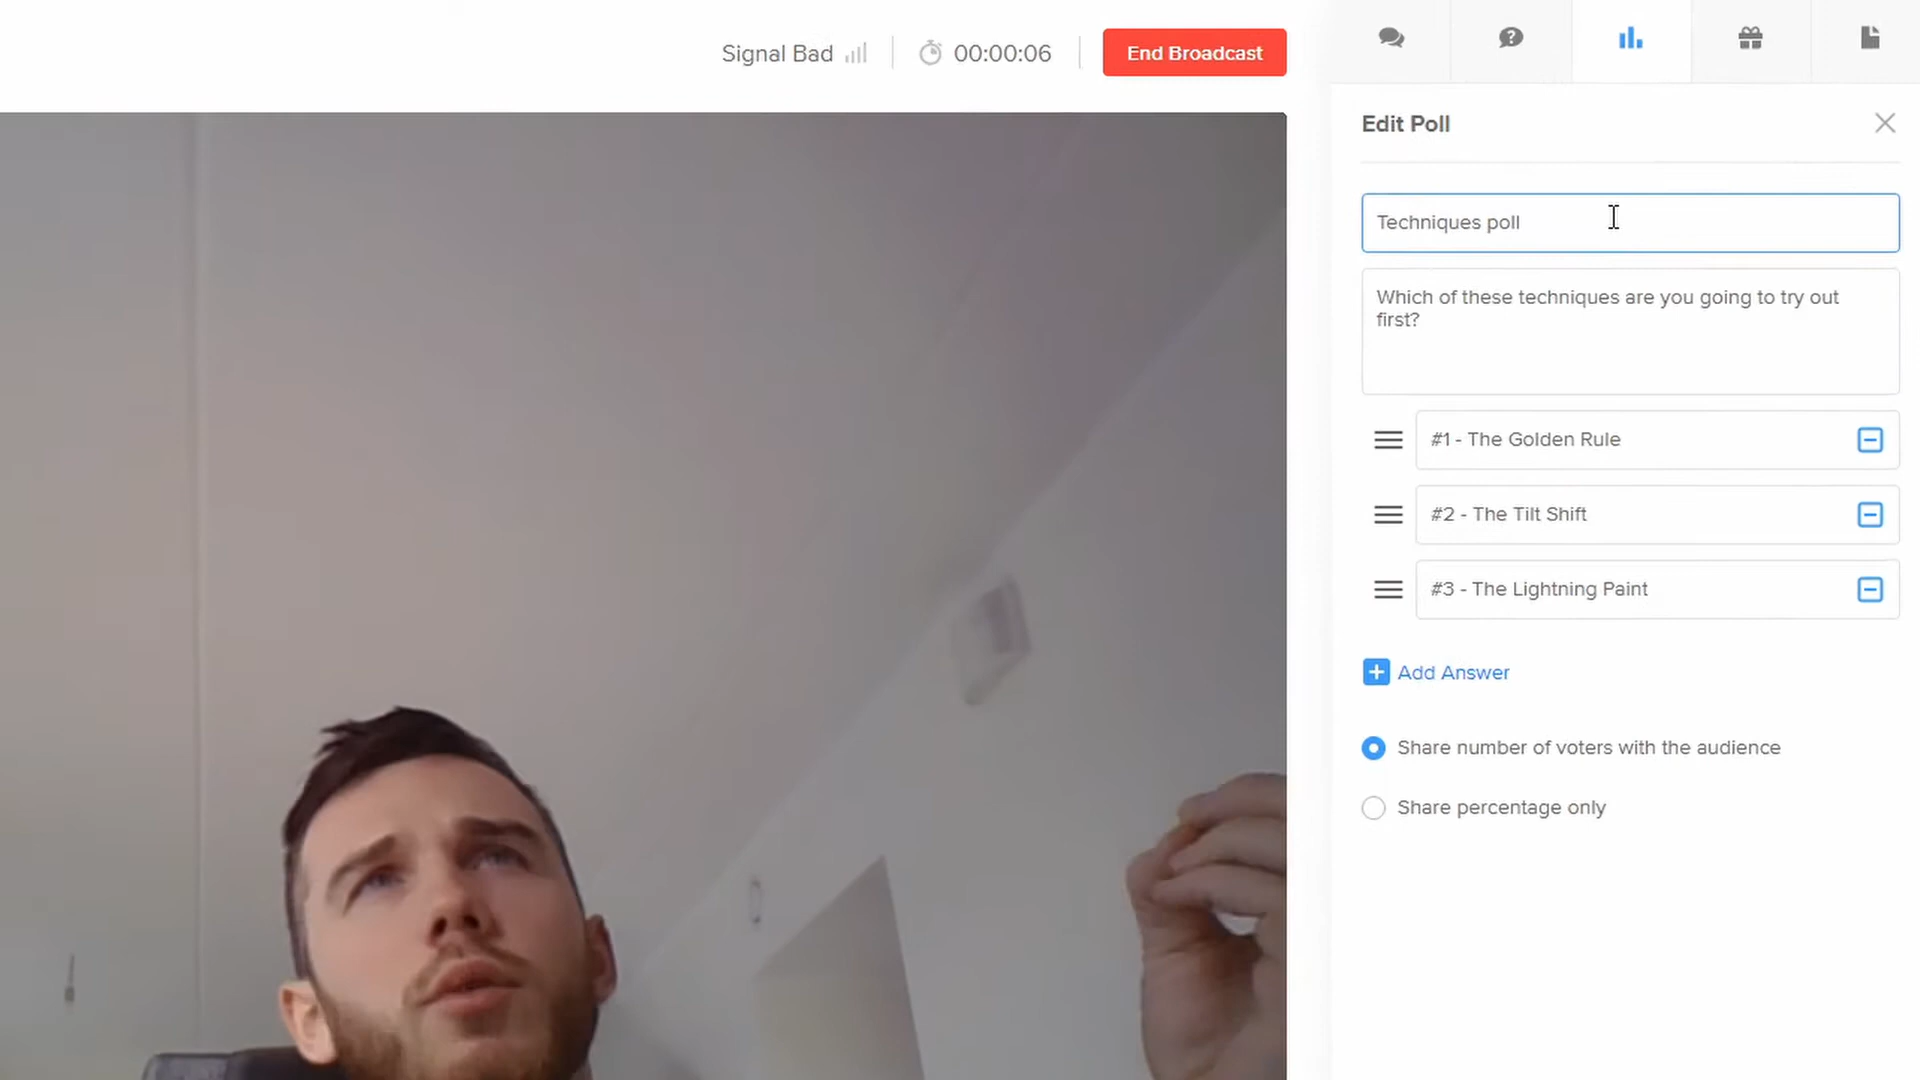 Signal Bad
00:00:06
End Broadcast
Edit Poll
Techniques poll
Which of these techniques are you going to try out
first?
#1 - The Golden Rule
#2 - The Tilt Shift
#3 - The Lightning Paint
Add Answer
Share number of voters with the audience
Share percentage only